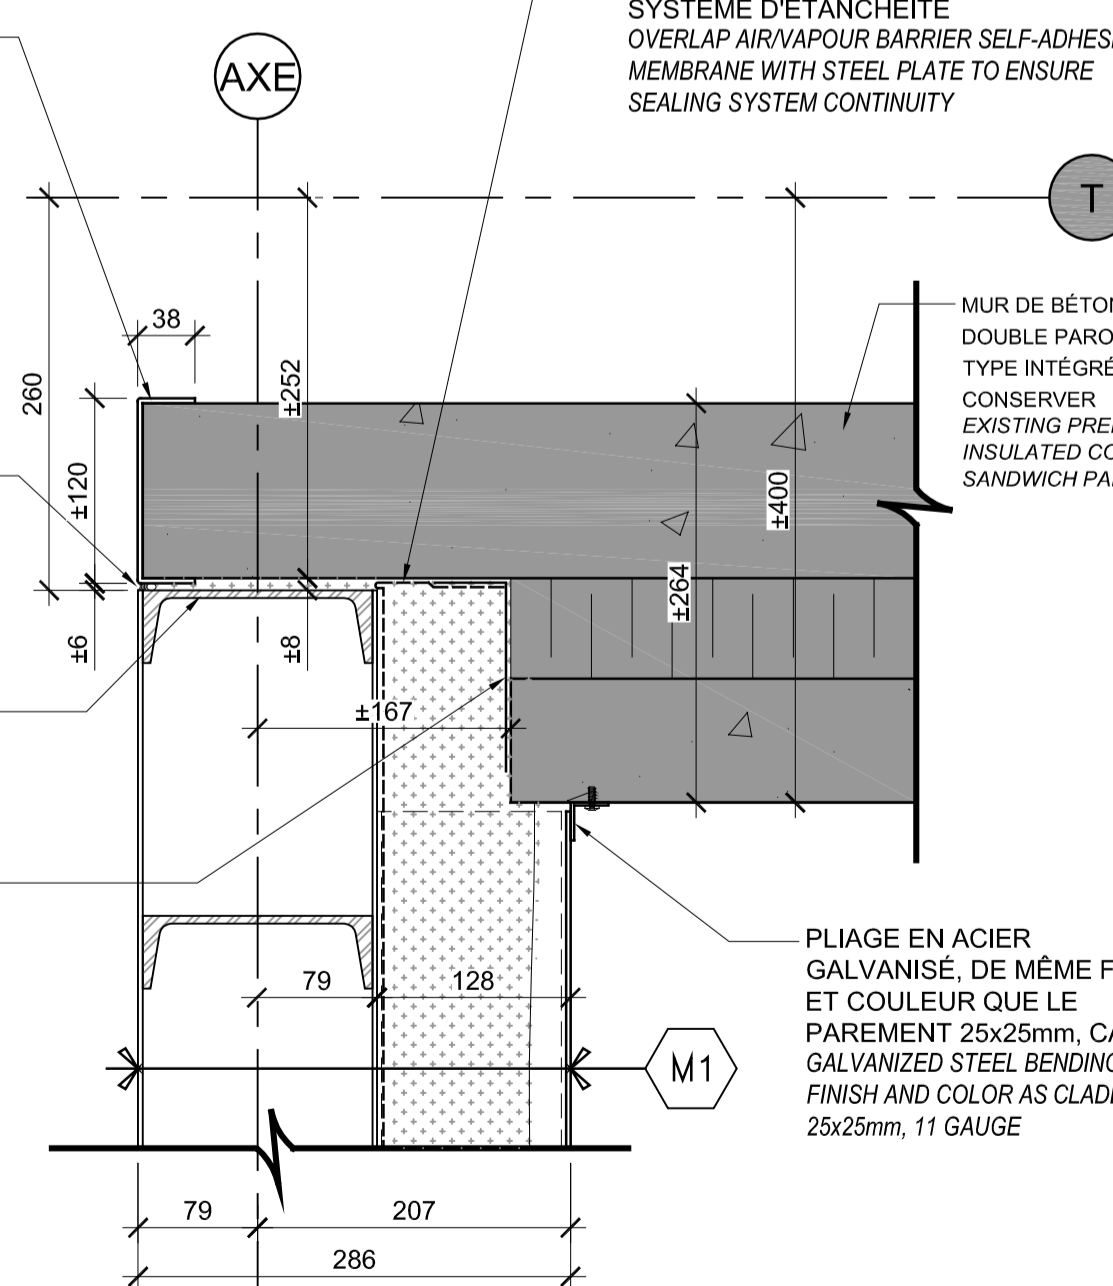 SYSTÈME D'ÉTANCHÉITÉ
OVERLAP AIR/VAPOUR BARRIER SELF-ADHES
MEMBRANE WITH STEEL PLATE TO ENSURE
SEALING SYSTEM CONTINUITY
AXE
T
38
260
±252
±120
±6
±8
±264
±400
±167
MUR DE BÉTON
DOUBLE PARO
TYPE INTÉGRÉ
CONSERVER
EXISTING PRE
INSULATED CO
SANDWICH PA
79
128
M1
PLIAGE EN ACIER
GALVANISÉ, DE MÊME F
ET COULEUR QUE LE
PAREMENT 25x25mm, CA
GALVANIZED STEEL BENDING
FINISH AND COLOR AS CLAD
25x25mm, 11 GAUGE
79
207
286